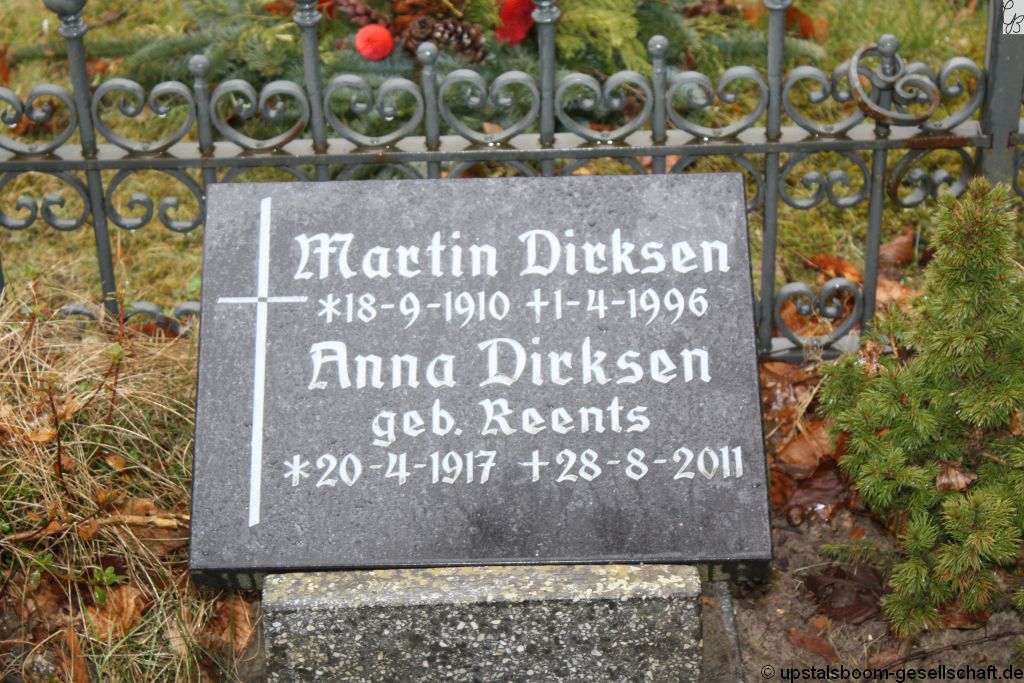 Martin Dirksen
*18-9-1910 †1-4-1996
Anna Dirksen
geb. Reents
*20-4-1917 †28-8-2011
© upstalsboom-gesellschaft.de